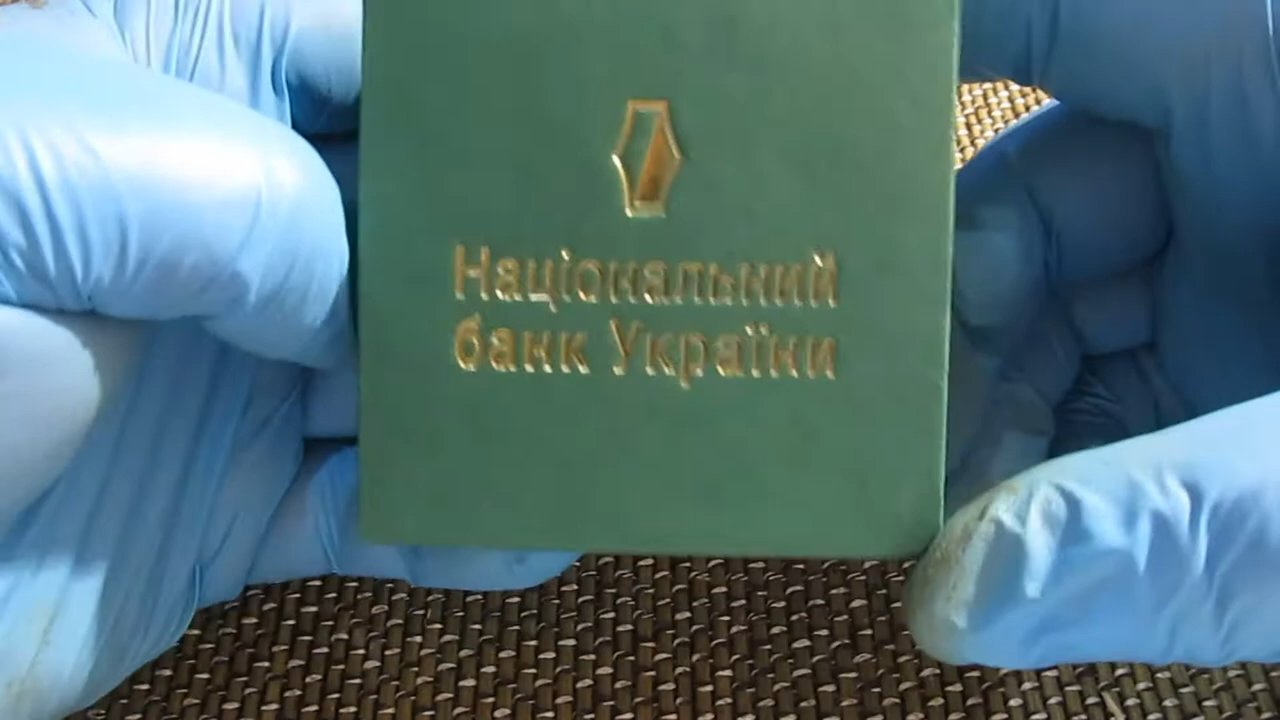 Національний
банк України